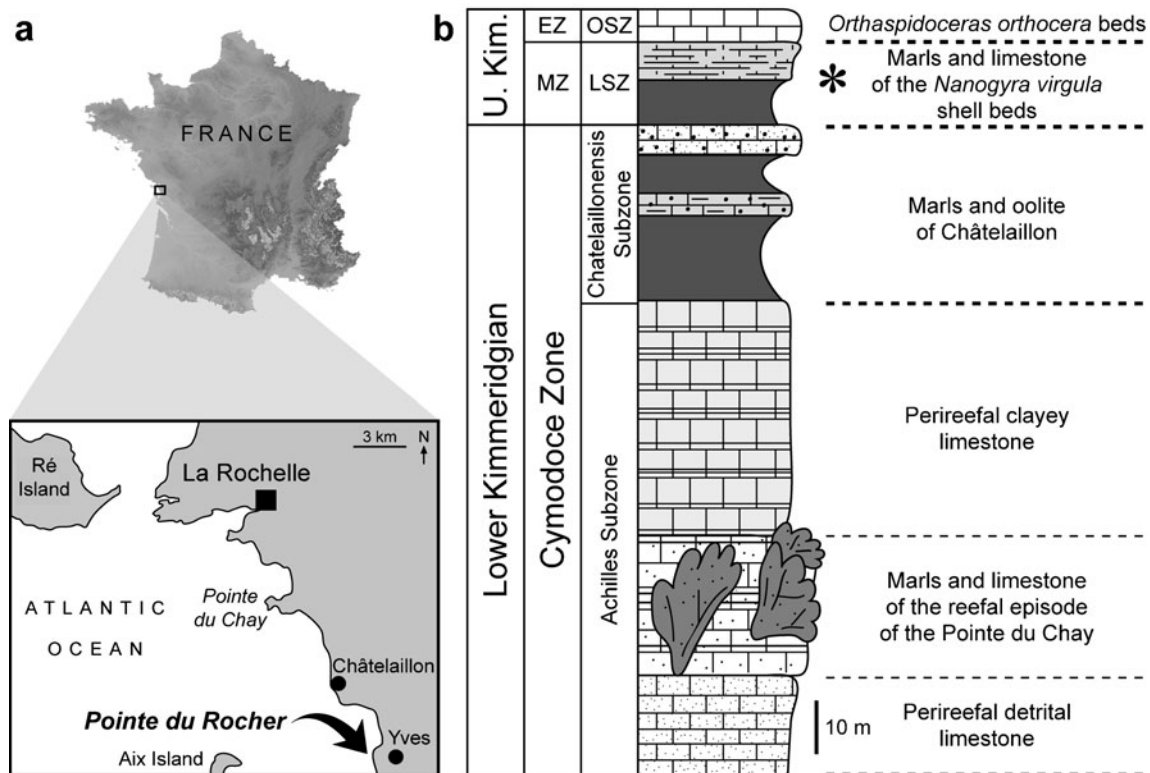 a
FRANCE
3 km
N
Ré
Island
La Rochelle
ATLANTIC
OCEAN
Pointe
du Chay
Châtelaillon
Pointe du Rocher
Yves
Aix Island
b
U. Kim.
EZ
OSZ
MZ
LSZ
Lower Kimmeridgian
Cymodoce Zone
Chatelaillonensis
Subzone
Achilles Subzone
Orthaspidoceras orthocera beds
*
Marls and limestone
of the Nanogyra virgula
shell beds
Marls and oolite
of Châtelaillon
Perireefal clayey
limestone
Marls and limestone
of the reefal episode
of the Pointe du Chay
10 m
Perireefal detrital
limestone